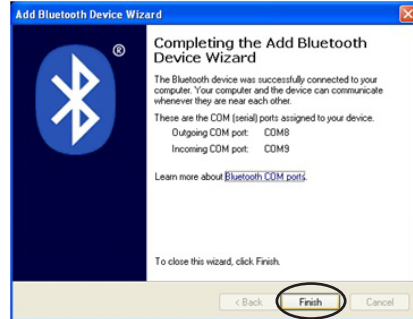 Add Bluetooth Device Wizard
®
Completing the Add Bluetooth
Device Wizard
The Bluetooth device was successfully connected to your
computer. Your computer and the device can communicate
whenever they are near each other.
These are the COM (serial) ports assigned to your device.
Outgoing COM port: COM8
Incoming COM port: COM9
Learn more about Bluetooth COM ports.
To close this wizard, click Finish.
< Back Finish Cancel